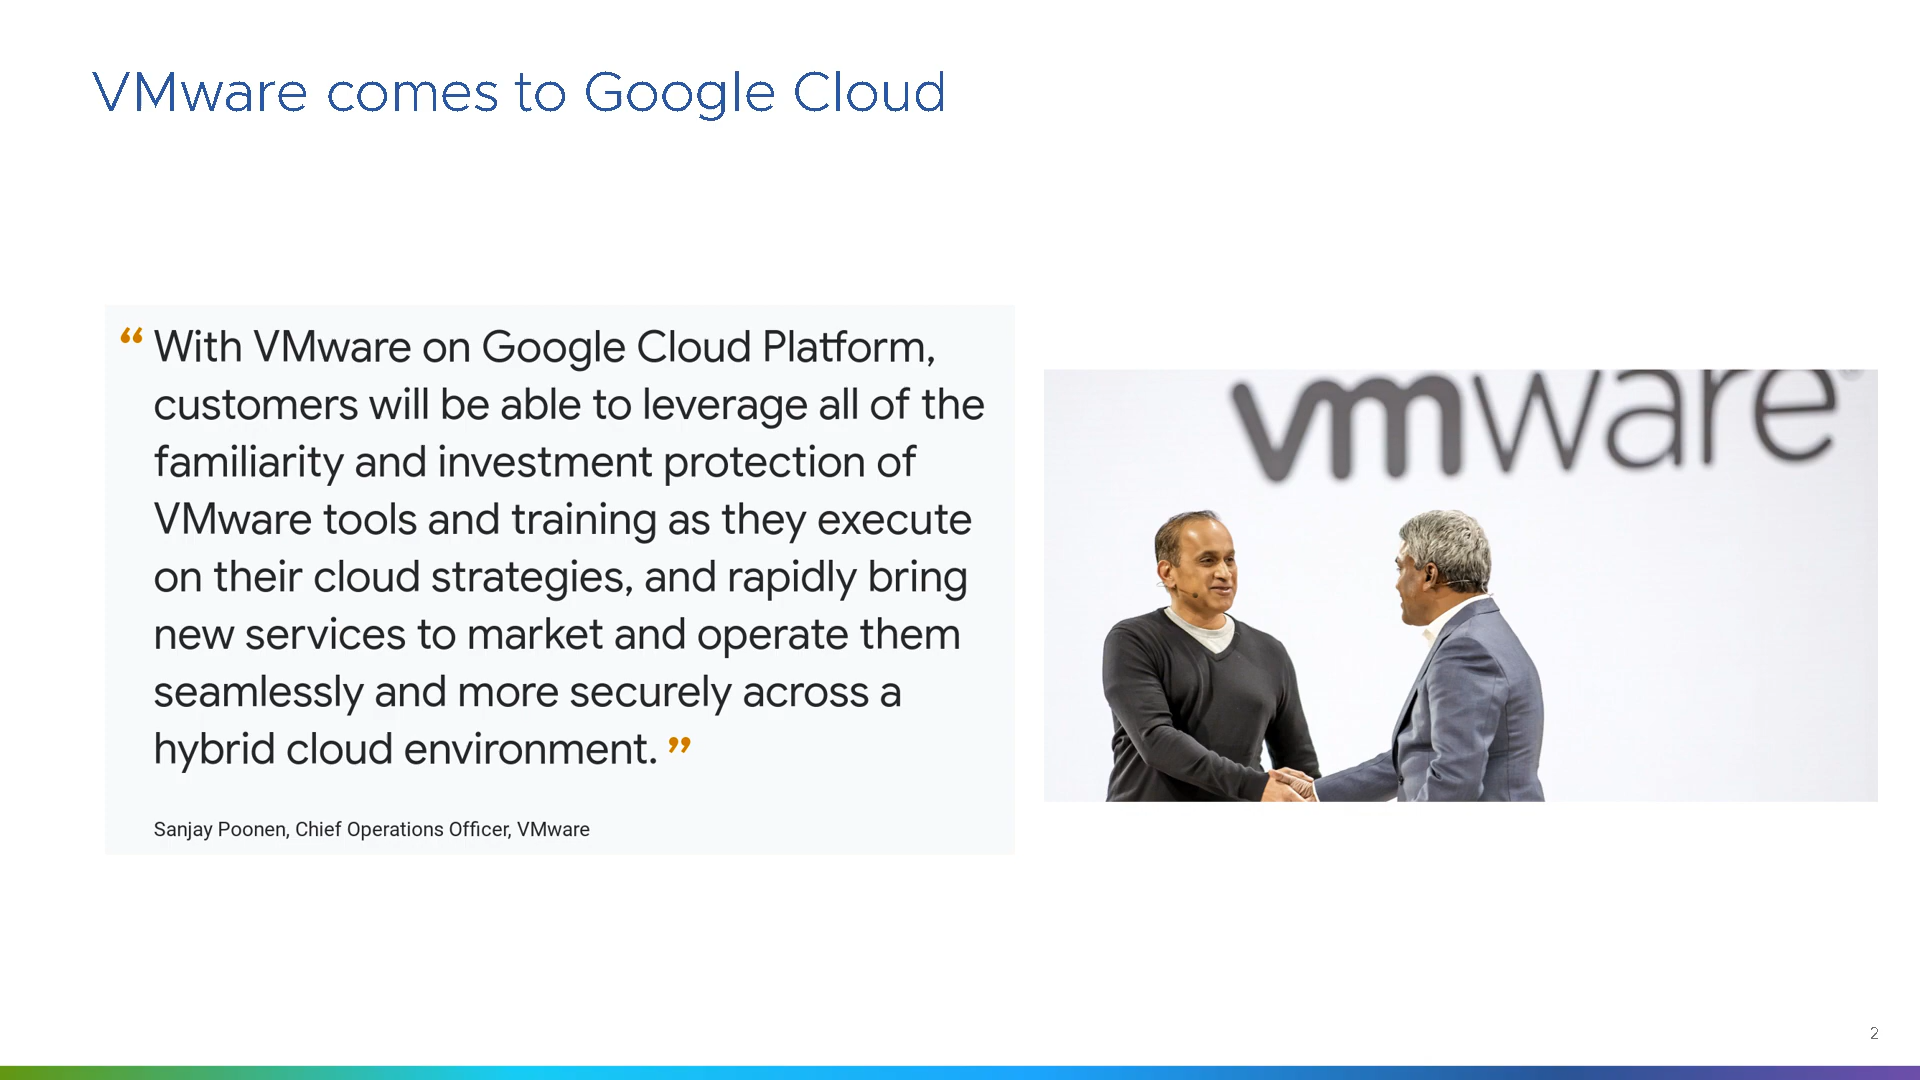 VMware comes to Google Cloud
“ With VMware on Google Cloud Platform,
customers will be able to leverage all of the
familiarity and investment protection of
VMware tools and training as they execute
on their cloud strategies, and rapidly bring
new services to market and operate them
seamlessly and more securely across a
hybrid cloud environment. ”
Sanjay Poonen, Chief Operations Officer, VMware
vmware
2